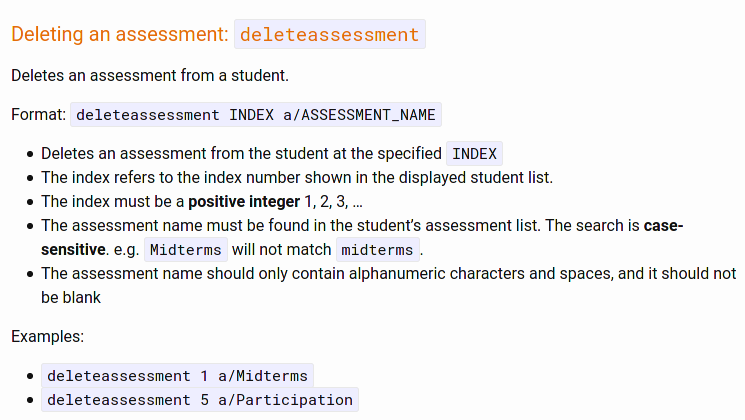 Deleting an assessment: deleteassessment
Deletes an assessment from a student.
Format: deleteassessment INDEX a/ASSESSMENT_NAME
• Deletes an assessment from the student at the specified INDEX
• The index refers to the index number shown in the displayed student list.
• The index must be a positive integer 1, 2, 3, …
• The assessment name must be found in the student’s assessment list. The search is case-
sensitive. e.g. Midterms will not match midterms.
• The assessment name should only contain alphanumeric characters and spaces, and it should not
be blank
Examples:
• deleteassessment 1 a/Midterms
• deleteassessment 5 a/Participation